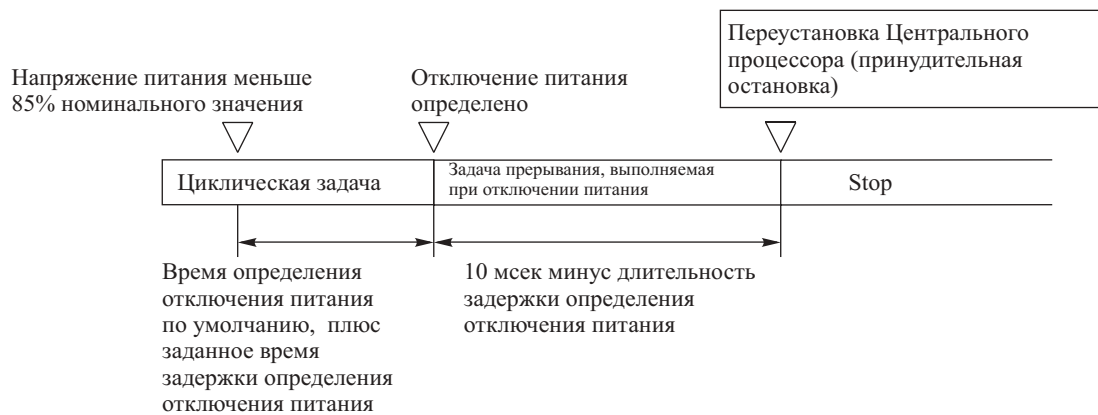 Переустановка Центрального
процессора (принудительная
остановка)
Напряжение питания меньше
85% номинального значения
Отключение питания
определено
Циклическая задача
Задача прерывания, выполняемая
при отключении питания
Stop
Время определения
отключения питания
по умолчанию, плюс
заданное время
задержки определения
отключения питания
10 мсек минус длительность
задержки определения
отключения питания